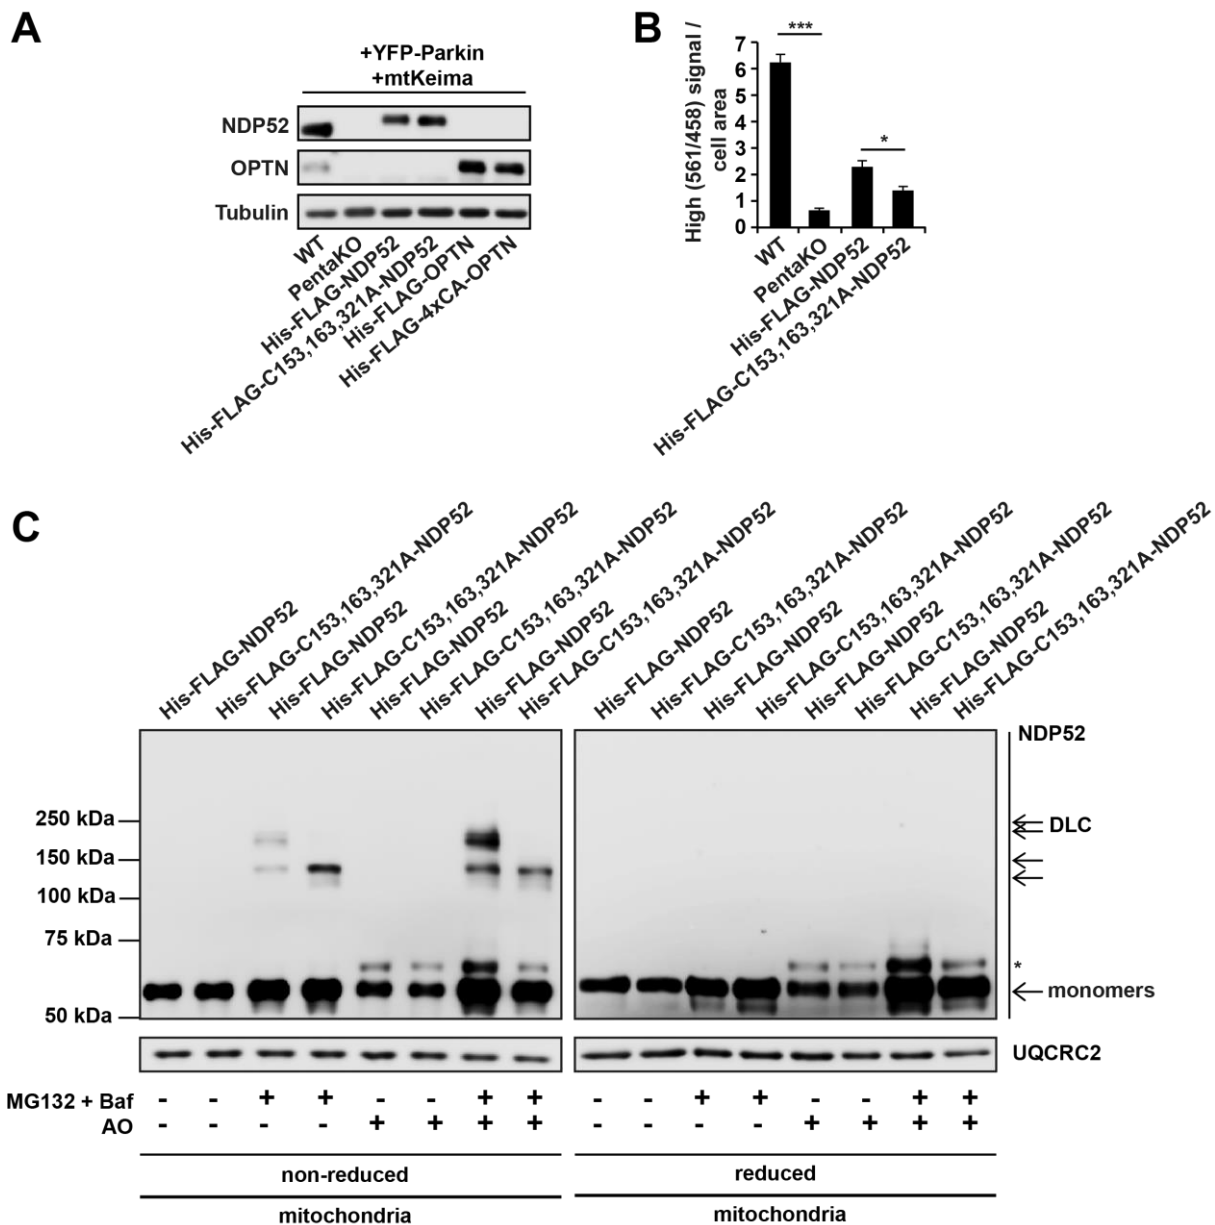 A
+YFP-Parkin
+mtKeima
NDP52
OPTN
Tubulin
WT
PentaKO
His-FLAG-NDP52
His-FLAG-C153,163,321A-NDP52
His-FLAG-OPTN
His-FLAG-4xCA-OPTN
B
High (561/458) signal /
cell area
7
6
5
4
3
2
1
0
***
*
WT
PentaKO
His-FLAG-NDP52
His-FLAG-C153,163,321A-NDP52
C
His-FLAG-NDP52
His-FLAG-C153,163,321A-NDP52
His-FLAG-NDP52
His-FLAG-C153,163,321A-NDP52
His-FLAG-NDP52
His-FLAG-C153,163,321A-NDP52
His-FLAG-NDP52
His-FLAG-C153,163,321A-NDP52
His-FLAG-NDP52
His-FLAG-C153,163,321A-NDP52
His-FLAG-NDP52
His-FLAG-C153,163,321A-NDP52
His-FLAG-NDP52
His-FLAG-C153,163,321A-NDP52
His-FLAG-NDP52
His-FLAG-C153,163,321A-NDP52
250 kDa
150 kDa
100 kDa
75 kDa
50 kDa
NDP52
DLC
*
monomers
UQCRC2
MG132 + Baf - - + + - - + + - - + + - - + +
AO - - - - + + + + - - - - + + + +
non-reduced
reduced
mitochondria
mitochondria